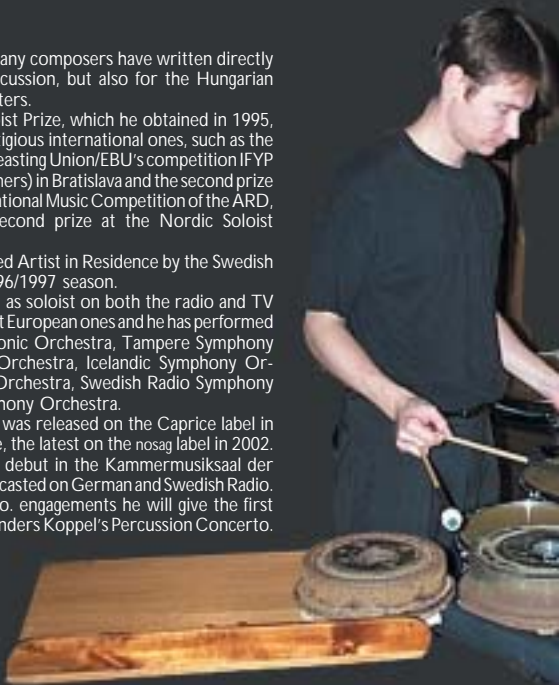 any composers have written directly
cussion, but also for the Hungarian
ters.
ist Prize, which he obtained in 1995,
tigious international ones, such as the
easting Union/EBU's competition IFYP
ners) in Bratislava and the second prize
ational Music Competition of the ARD,
econd prize at the Nordic Soloist
ed Artist in Residence by the Swedish
96/1997 season.
as soloist on both the radio and TV
t European ones and he has performed
onic Orchestra, Tampere Symphony
Orchestra, Icelandic Symphony Or-
Orchestra, Swedish Radio Symphony
hony Orchestra.
was released on the Caprice label in
e, the latest on the nosag label in 2002.
debut in the Kammermusiksaal der
casted on German and Swedish Radio.
o. engagements he will give the first
nders Koppel's Percussion Concerto.